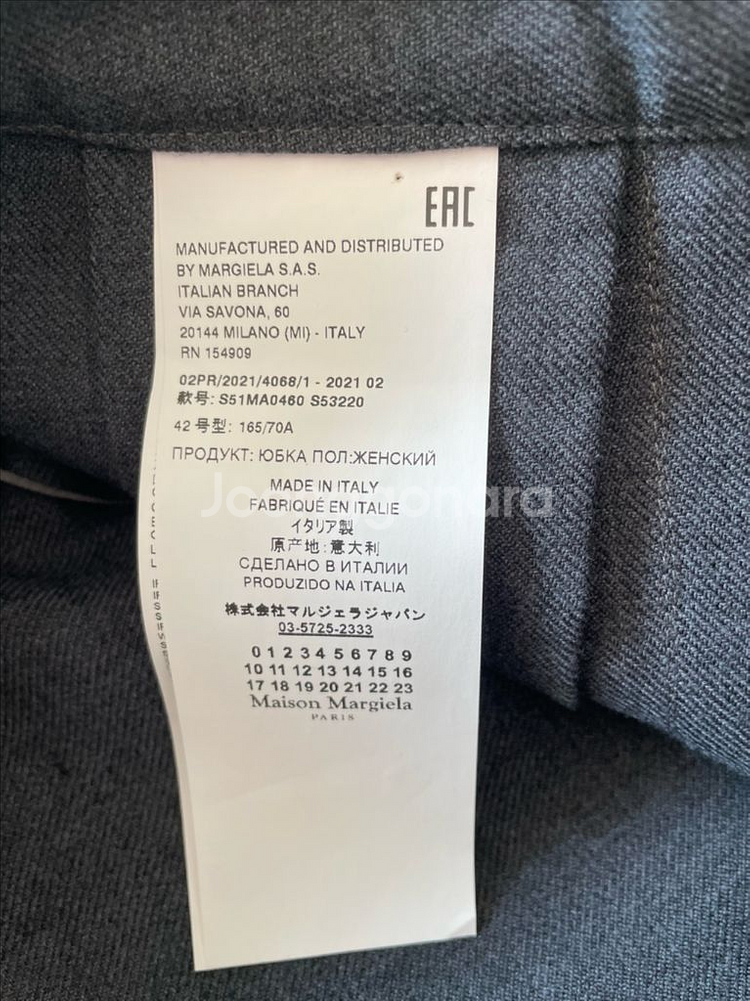 EAC
MANUFACTURED AND DISTRIBUTED
BY MARGIELA S.A.S.
ITALIAN BRANCH
VIA SAVONA, 60
20144 MILANO (MI) - ITALY
RN 154909
02PR/2021/4068/1 - 2021 02
款号: S51MA0460 S53220
42 号型: 165/70A
ПРОДУКТ: ЮБКА ПОЛ:ЖЕНСКИЙ
MADE IN ITALY
FABRIQUÉ EN ITALIE
イタリア製
原产地:意大利
СДЕЛАНО В ИТАЛИИ
PRODUZIDO NA ITALIA
株式会社マルジェラジャパン
03-5725-2333
0 1 2 3 4 5 6 7 8 9
10 11 12 13 14 15 16
17 18 19 20 21 22 23
Maison Margiela
PARIS